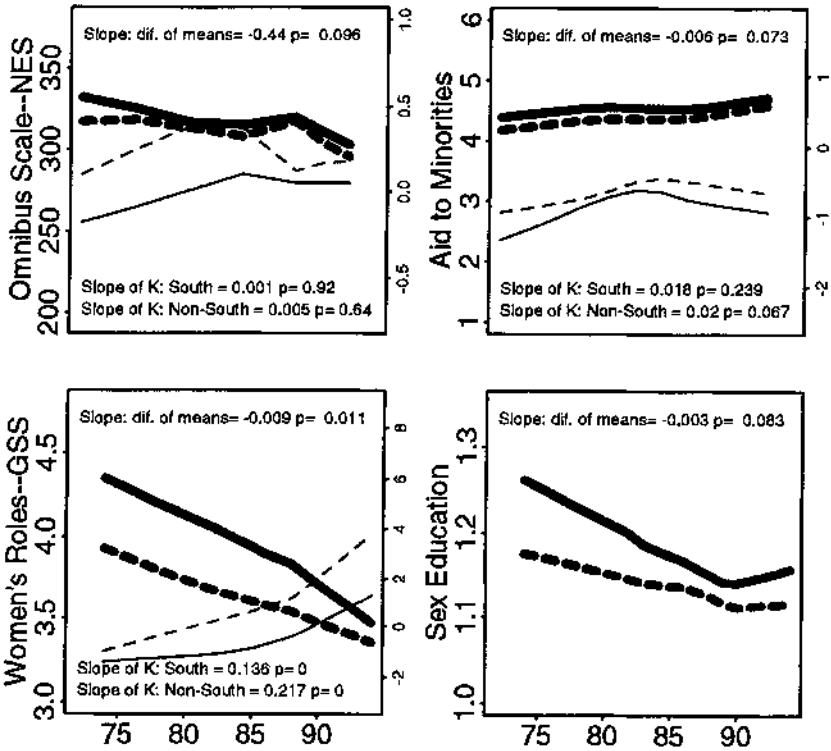 Slope: dif. of means= -0.44 p= 0.096
Omnibus Scale--NES
200 250 300 350
-0.5 0.0 0.5 1.0
Slope of K: South = 0.001 p= 0.92
Slope of K: Non-South = 0.005 p= 0.64
Slope: dif. of means= -0.006 p= 0.073
Aid to Minorities
1 2 3 4 5 6
-2 -1 0 1
Slope of K: South = 0.018 p= 0.239
Slope of K: Non-South = 0.02 p= 0.067
Slope: dif. of means= -0.009 p= 0.011
Women's Roles--GSS
3.0 3.5 4.0 4.5
-2 0 2 4 6 8
Slope of K: South = 0.136 p= 0
Slope of K: Non-South = 0.217 p= 0
75 80 85 90
Slope: dif. of means= -0.003 p= 0.083
Sex Education
1.0 1.1 1.2 1.3
75 80 85 90